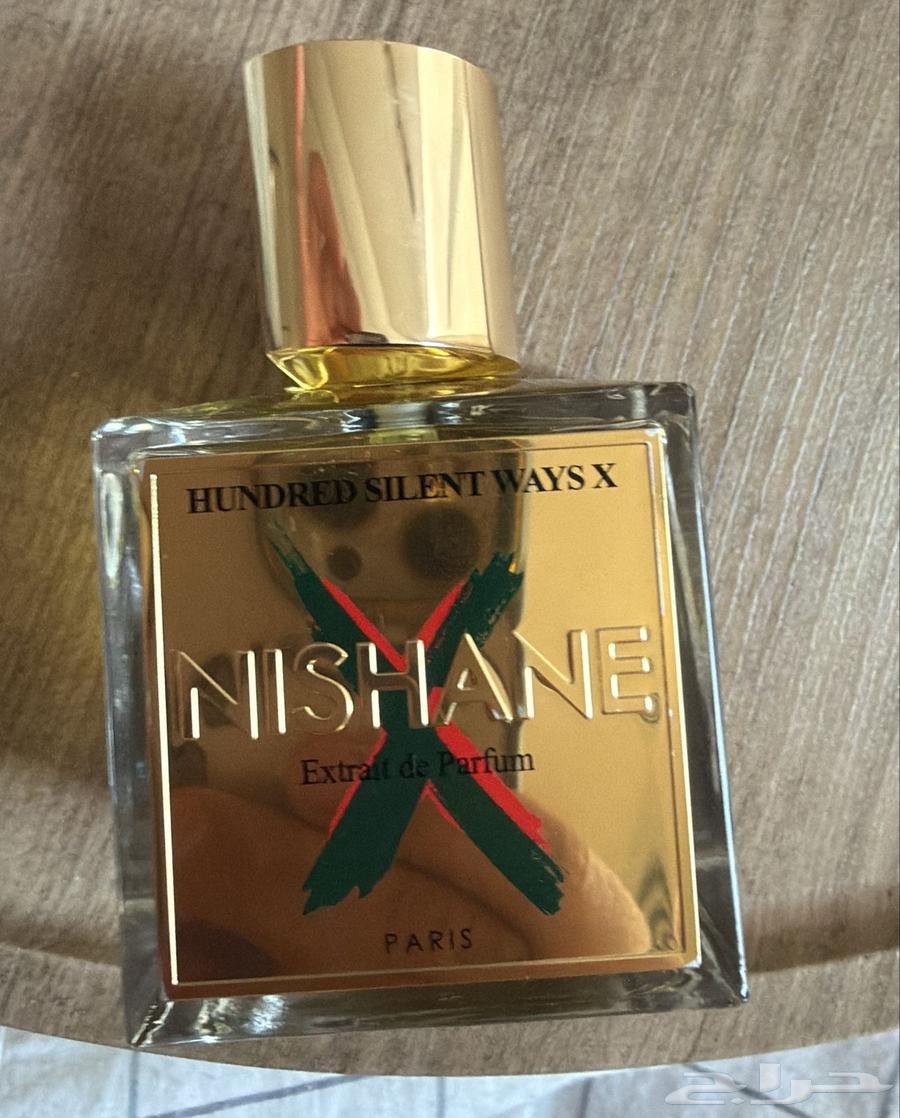 HUNDRED SILENT WAYS X
NISHANE
Extrait de Parfum
PARIS
حراج